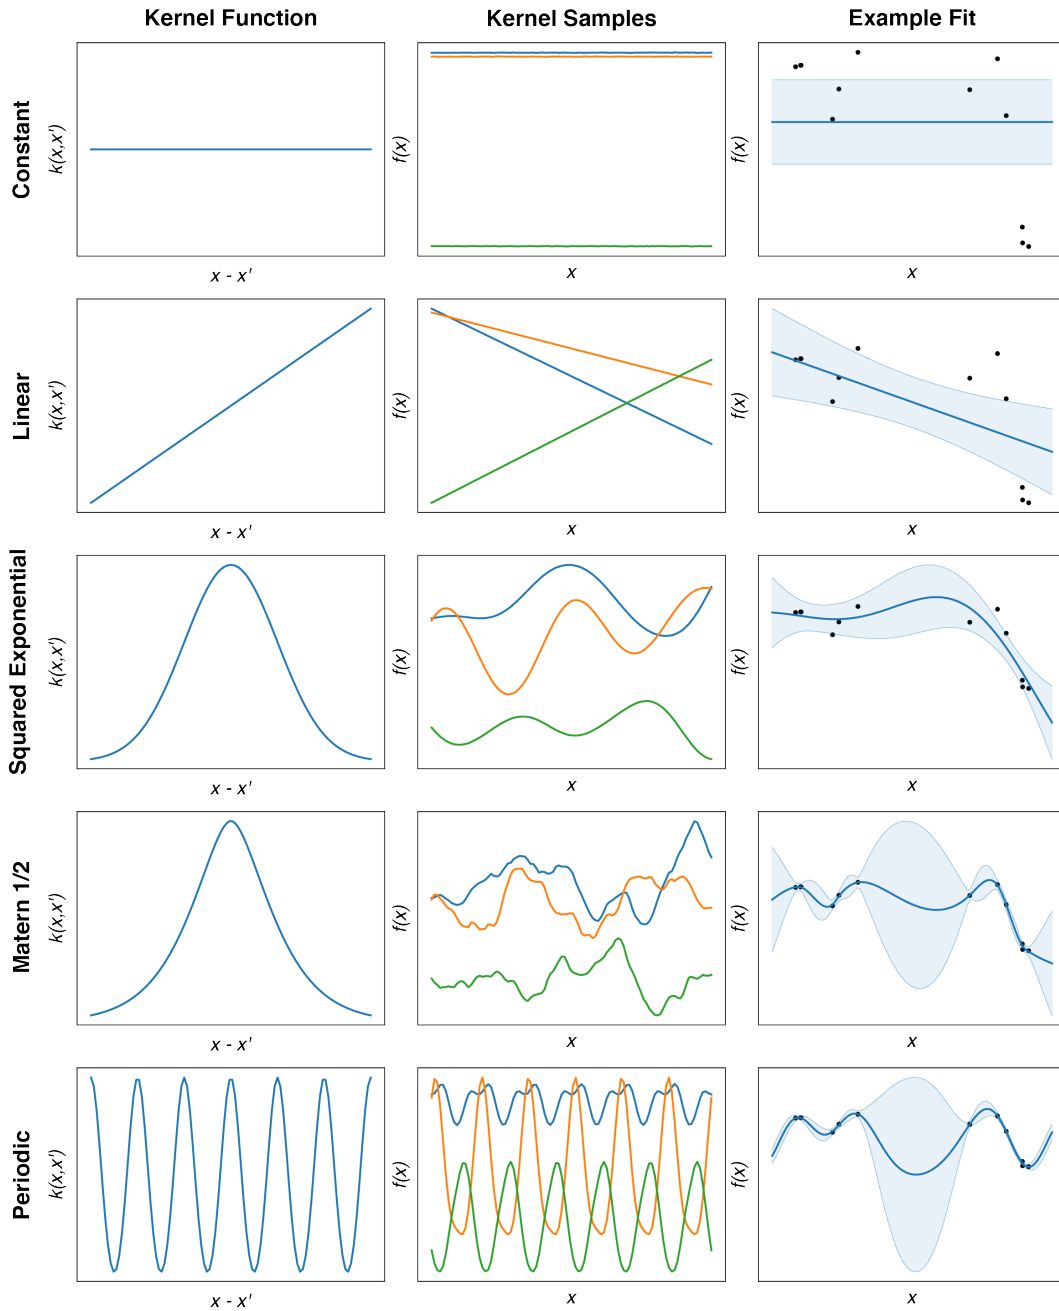 Kernel Function
Kernel Samples
Example Fit
Constant
k(x,x')
x - x'
f(x)
x
f(x)
x
Linear
k(x,x')
x - x'
f(x)
x
f(x)
x
Squared Exponential
k(x,x')
x - x'
f(x)
x
f(x)
x
Matern 1/2
k(x,x')
x - x'
f(x)
x
f(x)
x
Periodic
k(x,x')
x - x'
f(x)
x
f(x)
x